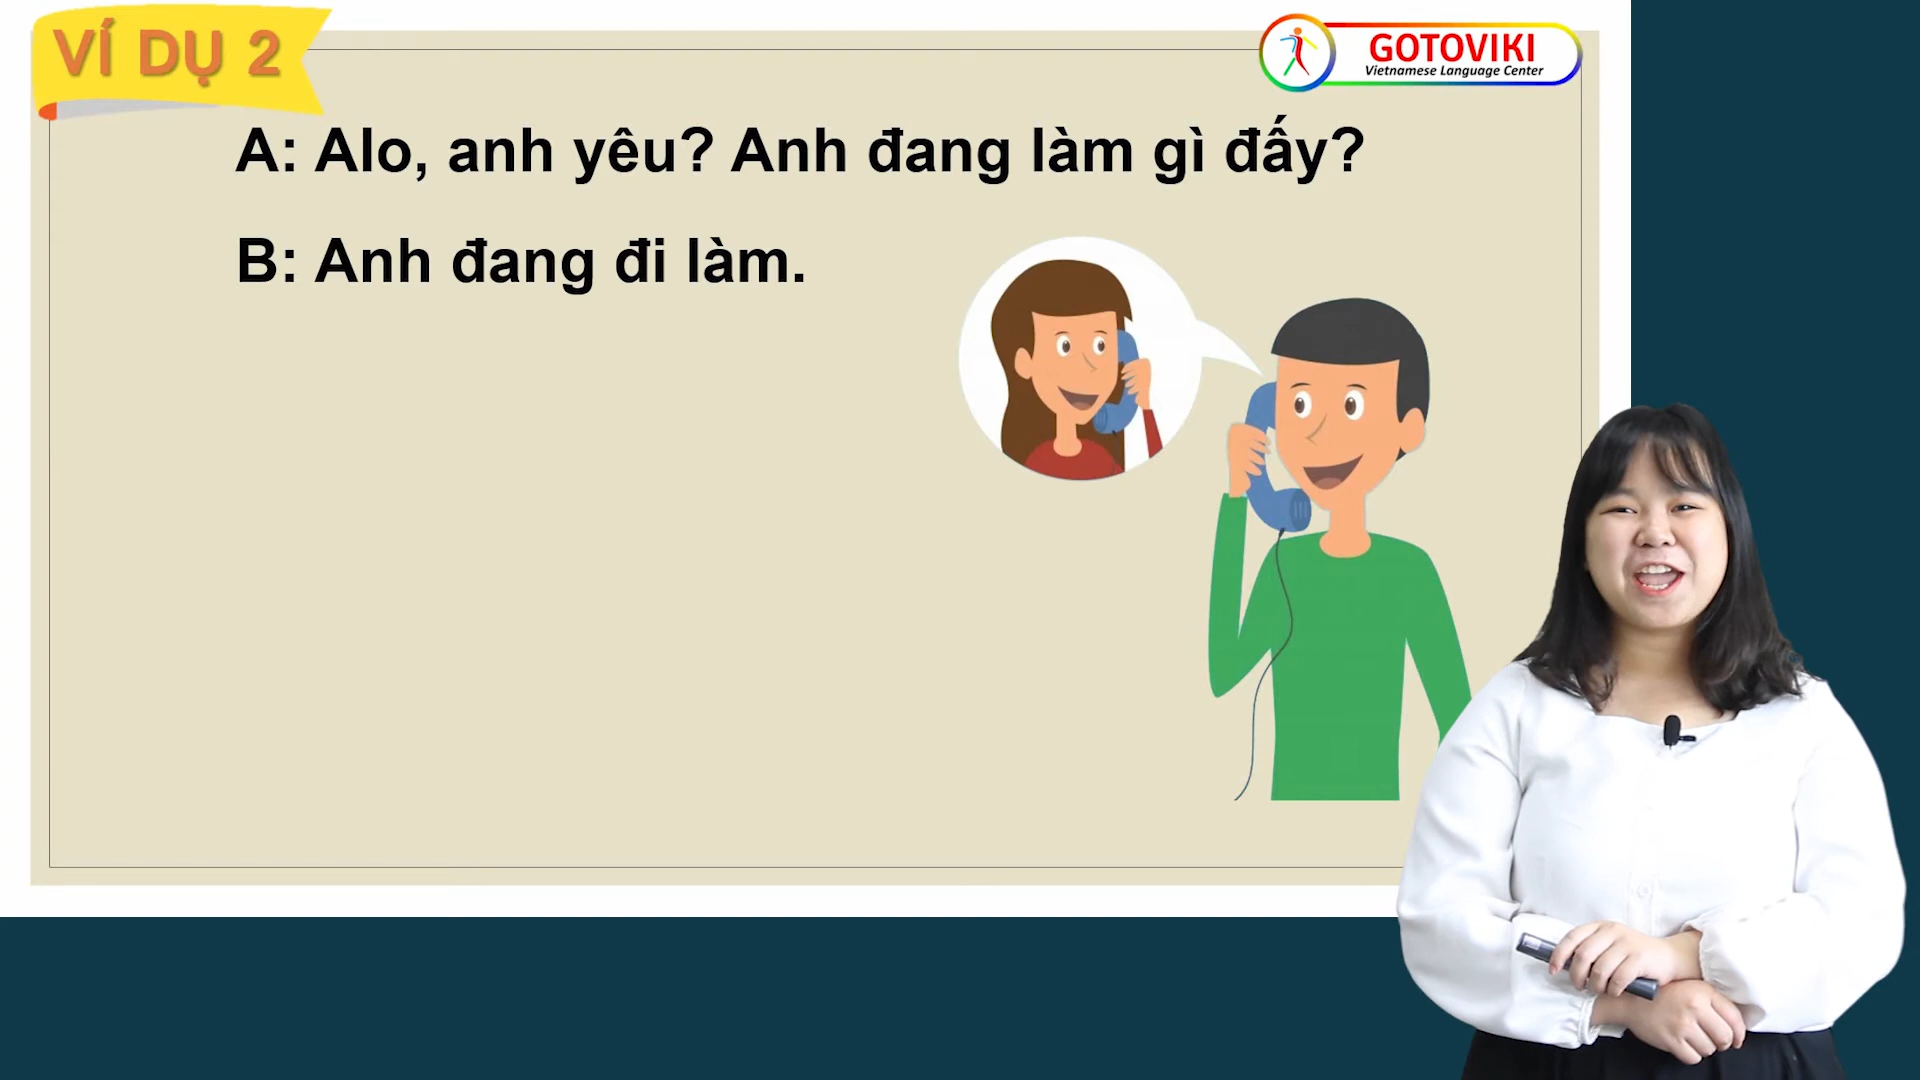 VÍ DỤ 2
GOTOVIKI
Vietnamese Language Center
A: Alo, anh yêu? Anh đang làm gì đấy?
B: Anh đang đi làm.